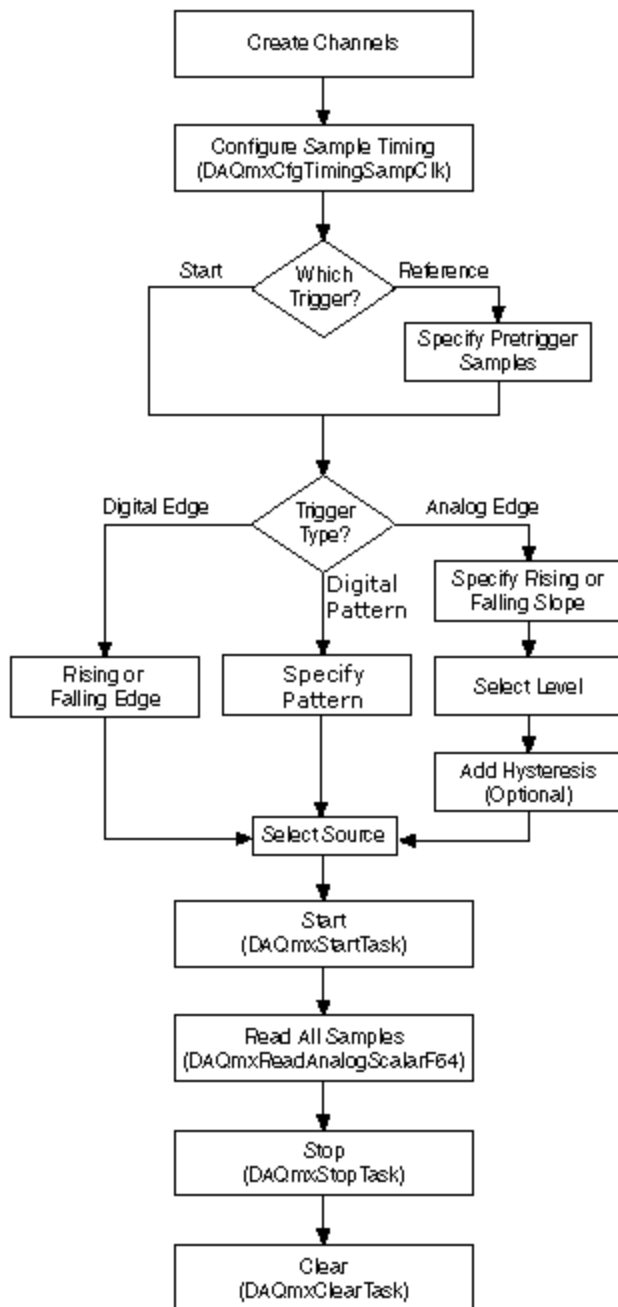 Create Channels
Configure Sample Timing
(DAQmxCfgTimingSampClk)
Start
Which
Trigger?
Reference
Specify Pretrigger
Samples
Digital Edge
Trigger
Type?
Analog Edge
Digital
Pattern
Specify Rising or
Falling Slope
Rising or
Falling Edge
Specify
Pattern
Select Level
Add Hysteresis
(Optional)
Select Source
Start
(DAQmxStartTask)
Read All Samples
(DAQmxReadAnalogScalarF64)
Stop
(DAQmxStopTask)
Clear
(DAQmxClearTask)